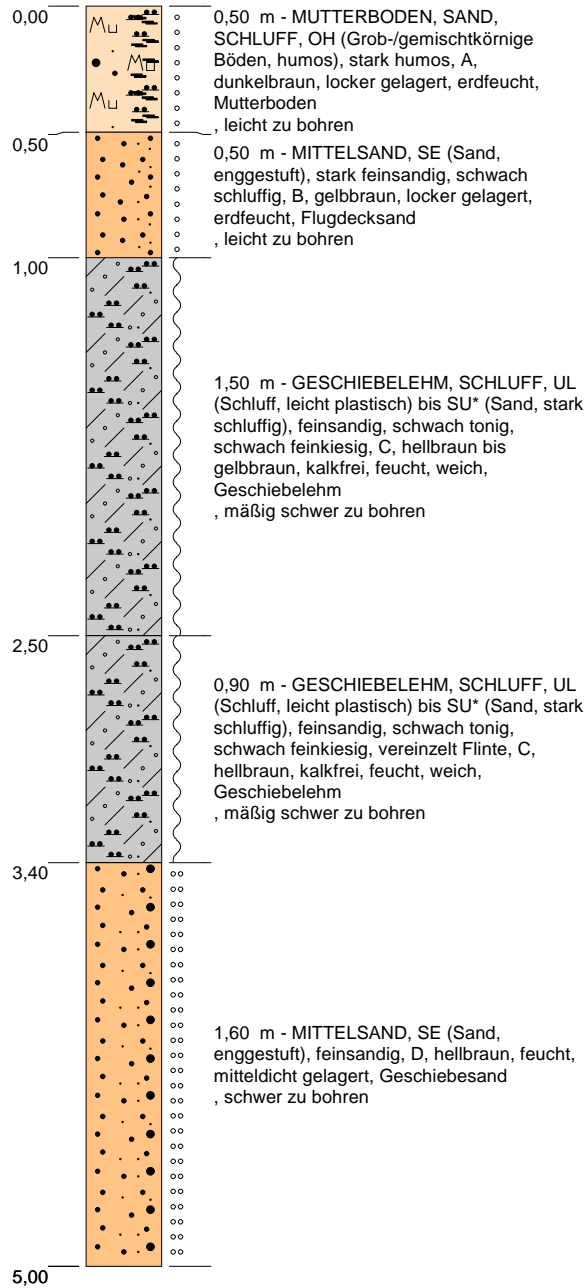 0,00
0,50 m - MUTTERBODEN, SAND,
SCHLUFF, OH (Grob-/gemischtkörnige
Böden, humos), stark humos, A,
dunkelbraun, locker gelagert, erdfeucht,
Mutterboden
, leicht zu bohren
0,50
0,50 m - MITTELSAND, SE (Sand,
enggestuft), stark feinsandig, schwach
schluffig, B, gelbbraun, locker gelagert,
erdfeucht, Flugdecksand
, leicht zu bohren
1,00
1,50 m - GESCHIEBELEHM, SCHLUFF, UL
(Schluff, leicht plastisch) bis SU* (Sand, stark
schluffig), feinsandig, schwach tonig,
schwach feinkiesig, C, hellbraun bis
gelbbraun, kalkfrei, feucht, weich,
Geschiebelehm
, mäßig schwer zu bohren
2,50
0,90 m - GESCHIEBELEHM, SCHLUFF, UL
(Schluff, leicht plastisch) bis SU* (Sand, stark
schluffig), feinsandig, schwach tonig,
schwach feinkiesig, vereinzelt Flinte, C,
hellbraun, kalkfrei, feucht, weich,
Geschiebelehm
, mäßig schwer zu bohren
3,40
1,60 m - MITTELSAND, SE (Sand,
enggestuft), feinsandig, D, hellbraun, feucht,
mitteldicht gelagert, Geschiebesand
, schwer zu bohren
5,00